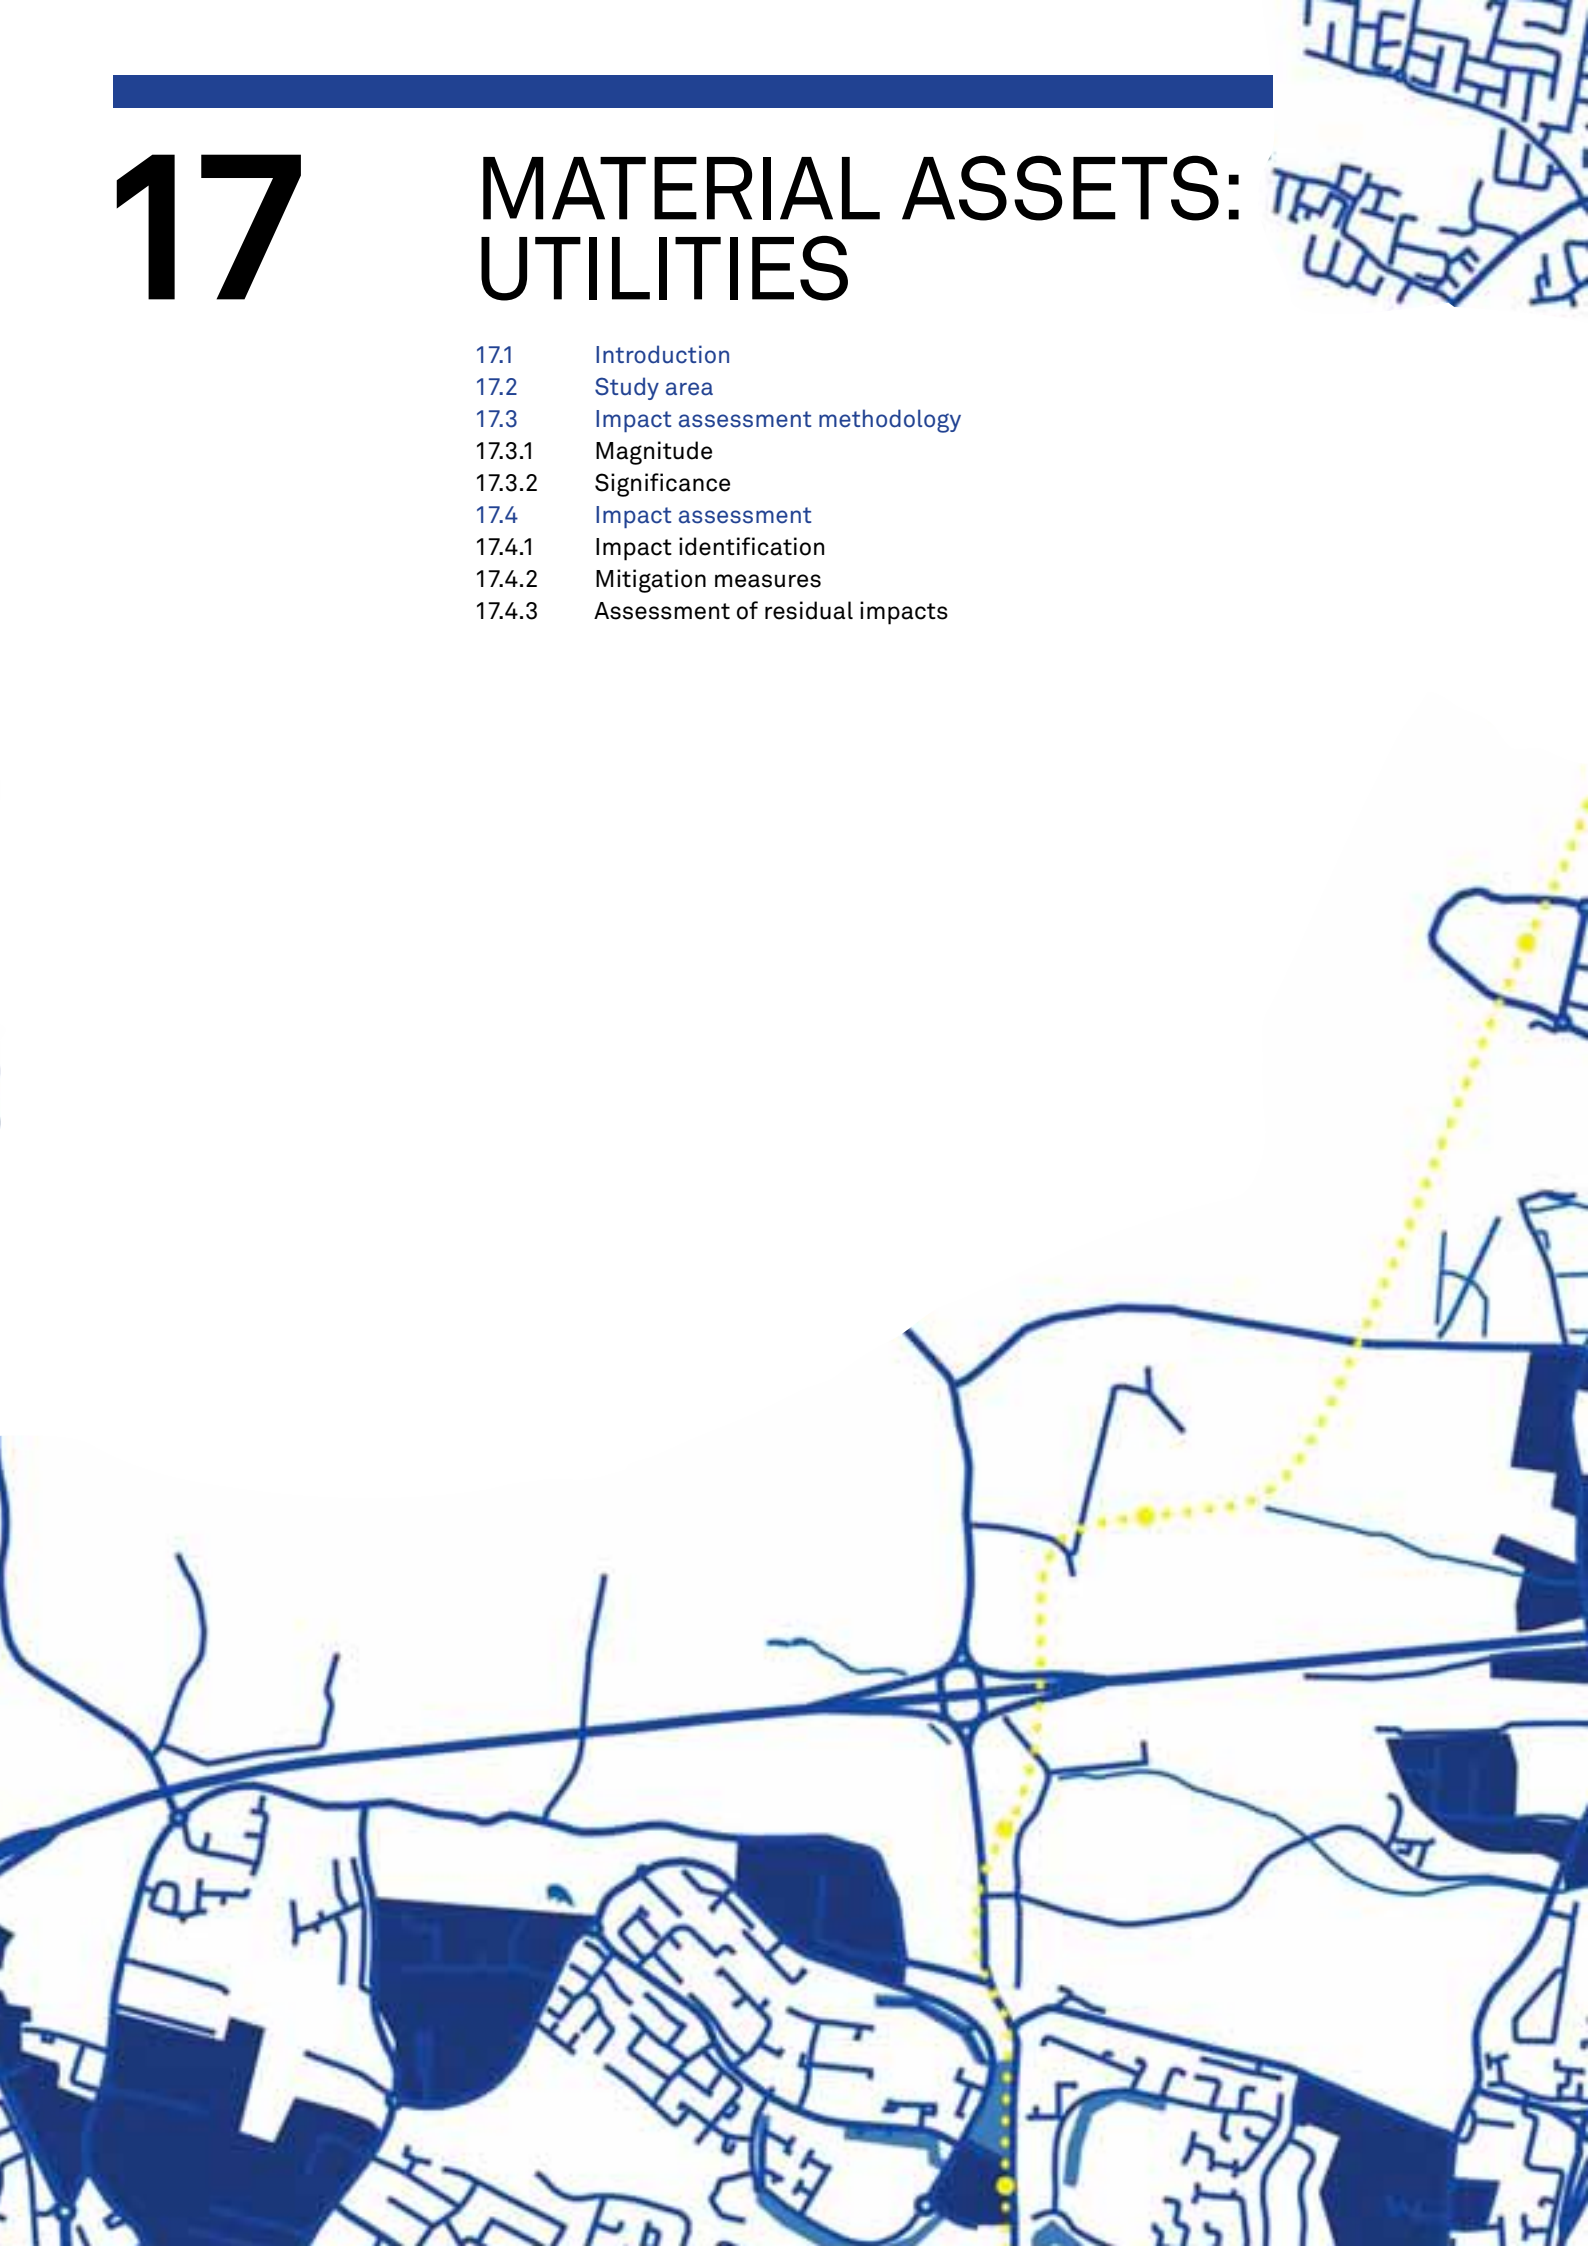 17
MATERIAL ASSETS:
UTILITIES
17.1 Introduction
17.2 Study area
17.3 Impact assessment methodology
17.3.1 Magnitude
17.3.2 Significance
17.4 Impact assessment
17.4.1 Impact identification
17.4.2 Mitigation measures
17.4.3 Assessment of residual impacts